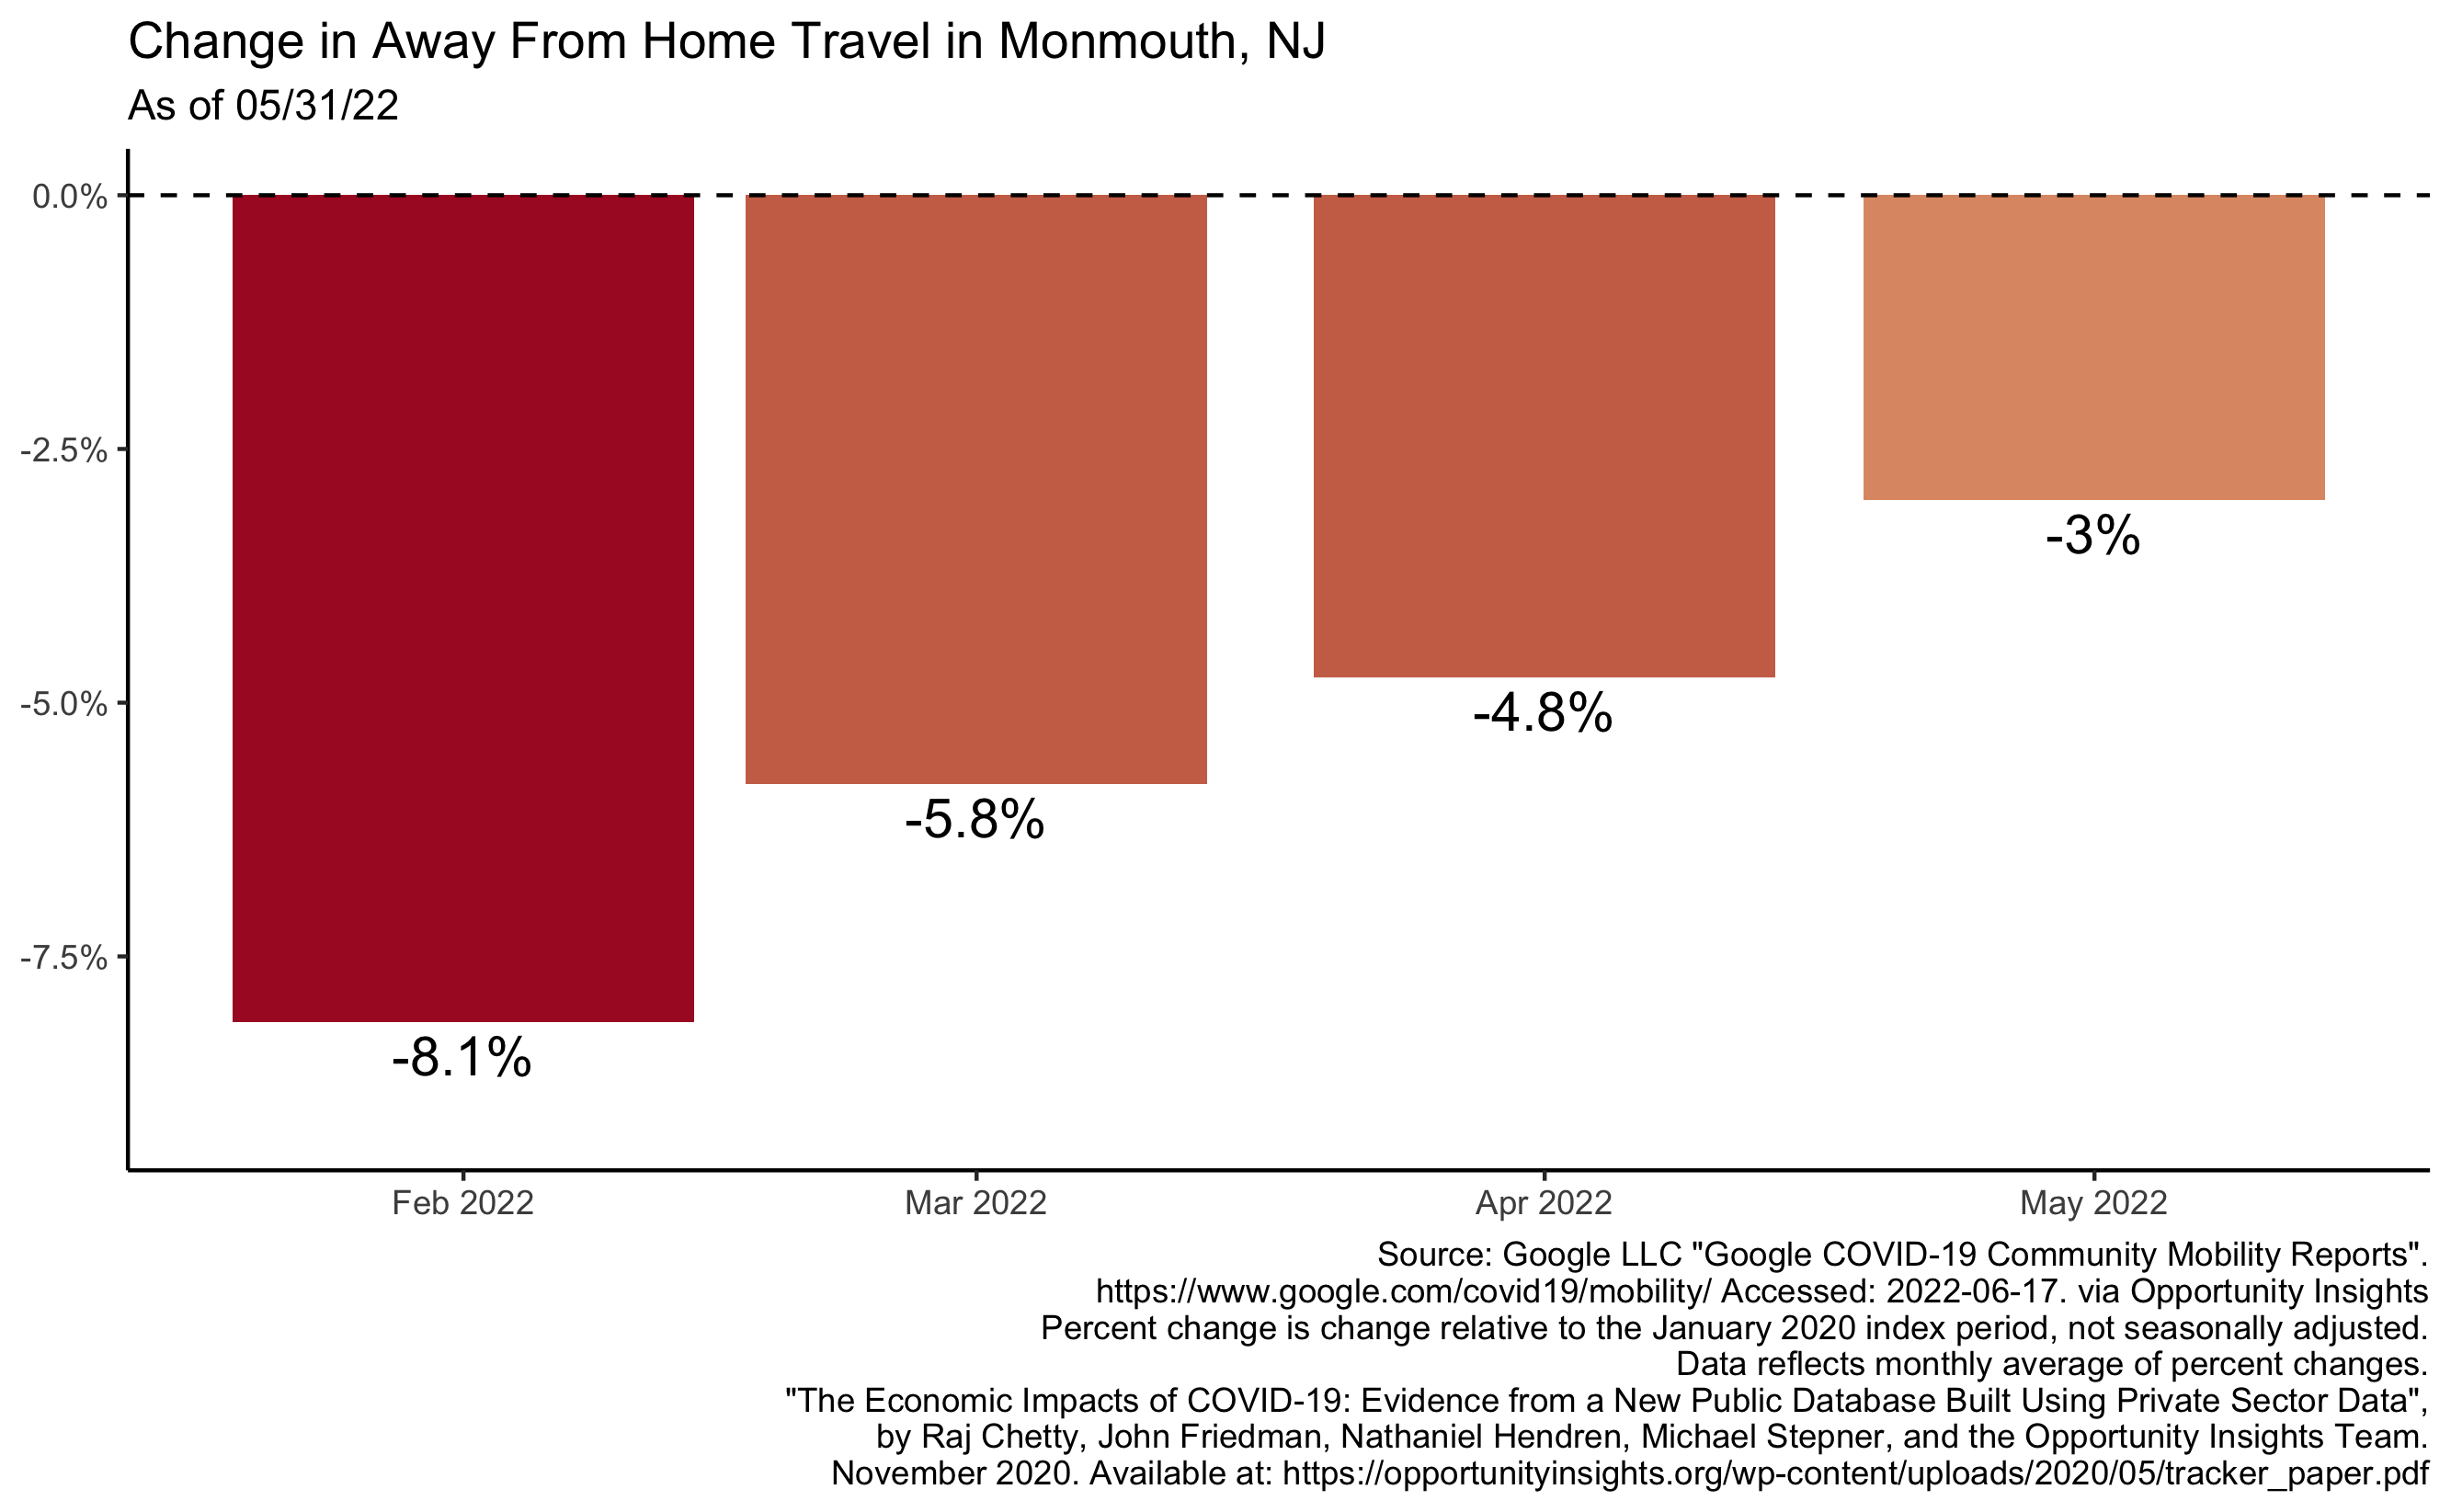 Change in Away From Home Travel in Monmouth, NJ
As of 05/31/22
0.0%
-2.5%
-5.0%
-7.5%
-8.1%
-5.8%
-4.8%
-3%
Feb 2022
Mar 2022
Apr 2022
May 2022
Source: Google LLC "Google COVID-19 Community Mobility Reports".
https://www.google.com/covid19/mobility/ Accessed: 2022-06-17. via Opportunity Insights
Percent change is change relative to the January 2020 index period, not seasonally adjusted.
Data reflects monthly average of percent changes.
"The Economic Impacts of COVID-19: Evidence from a New Public Database Built Using Private Sector Data",
by Raj Chetty, John Friedman, Nathaniel Hendren, Michael Stepner, and the Opportunity Insights Team.
November 2020. Available at: https://opportunityinsights.org/wp-content/uploads/2020/05/tracker_paper.pdf